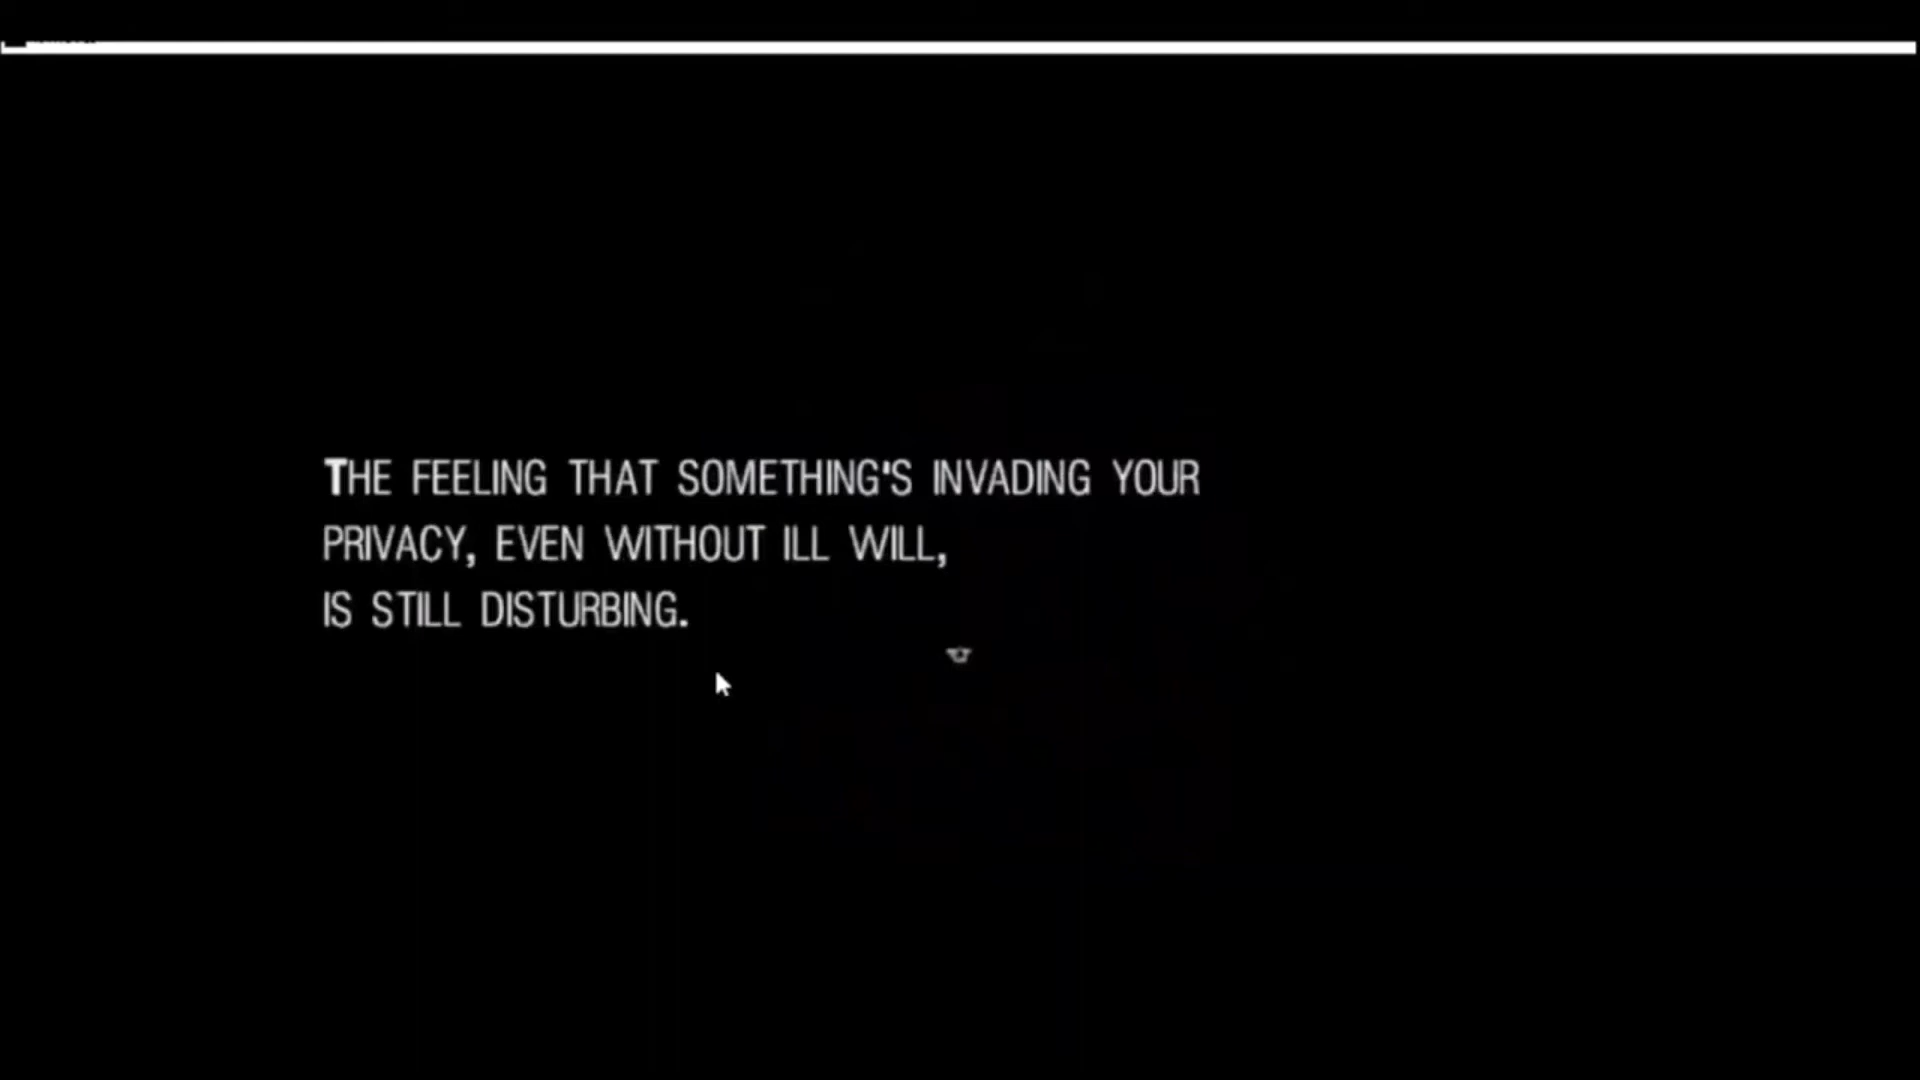 THE FEELING THAT SOMETHING'S INVADING YOUR
PRIVACY, EVEN WITHOUT ILL WILL,
IS STILL DISTURBING.